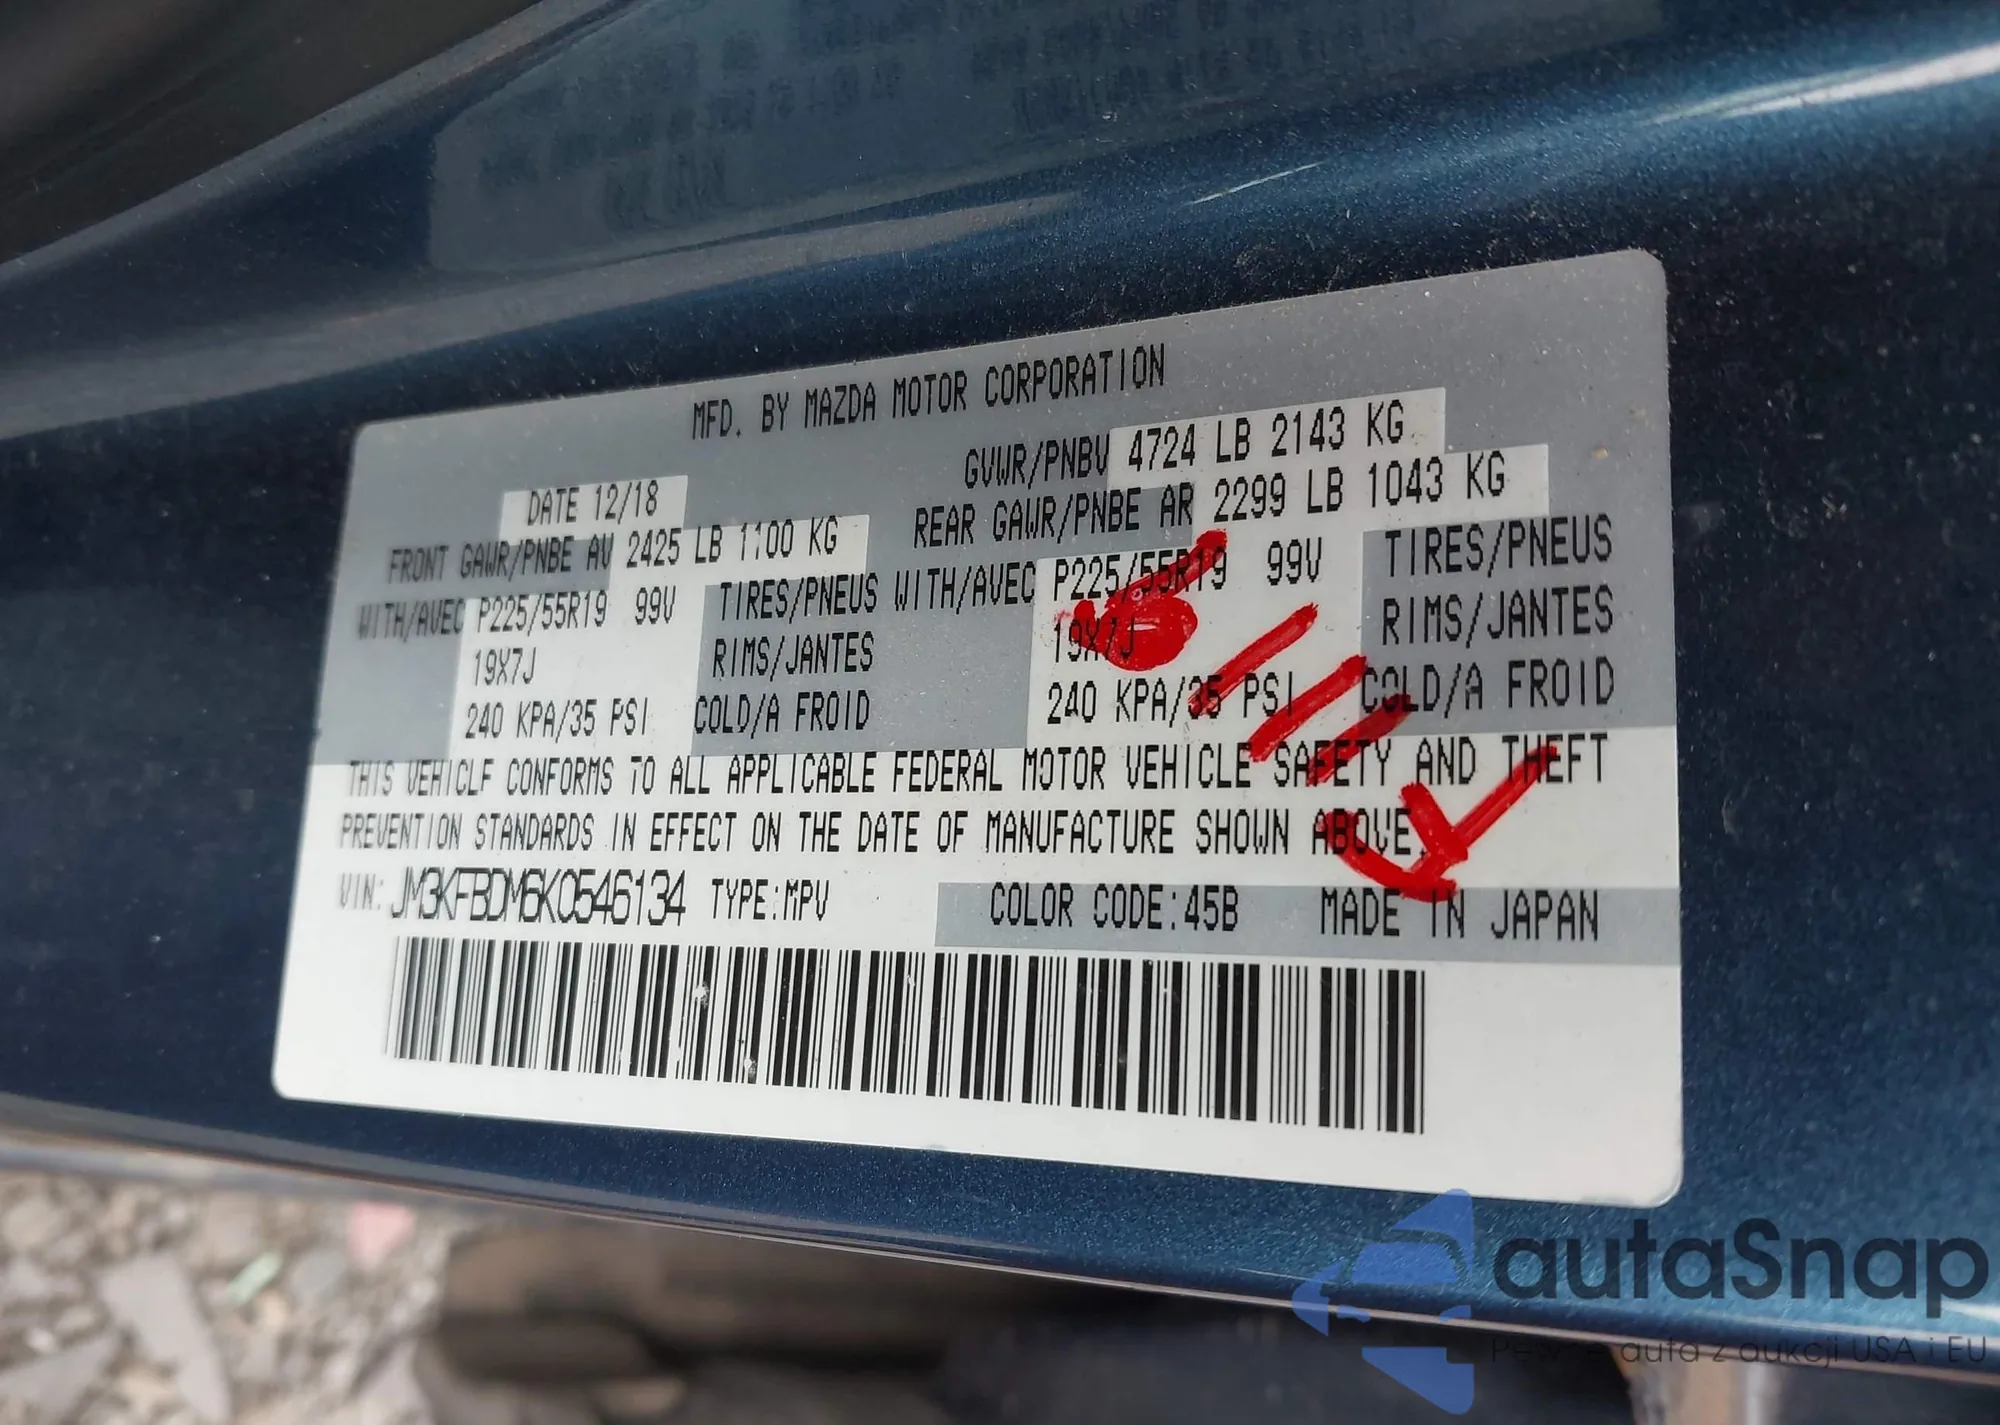 MFD. BY MAZDA MOTOR CORPORATION
GVWR/PNBV 4724 LB 2143 KG
DATE 12/18
REAR GAWR/PNBE AR 2299 LB 1043 KG
FRONT GAWR/PNBE AV 2425 LB 1100 KG
WITH/AVEC P225/55R19 99V TIRES/PNEUS WITH/AVEC P225/55R19 99V TIRES/PNEUS
19X7J RIMS/JANTES 19X7J RIMS/JANTES
240 KPA/35 PSI COLD/A FROID 240 KPA/35 PSI COLD/A FROID
THIS VEHICLE CONFORMS TO ALL APPLICABLE FEDERAL MOTOR VEHICLE SAFETY AND THEFT
PREVENTION STANDARDS IN EFFECT ON THE DATE OF MANUFACTURE SHOWN ABOVE.
VIN: JM3KFBDM6K0546134 TYPE:MPV COLOR CODE:45B MADE IN JAPAN
autaSnap
auta z aukcji USA i EU